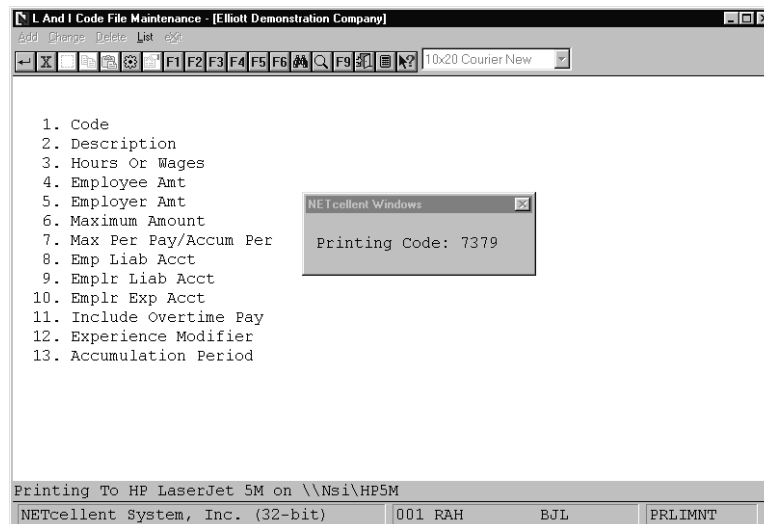 L And I Code File Maintenance - [Elliott Demonstration Company]
Add Change Delete List eXit
X F1 F2 F3 F4 F5 F6 F9 10x20 Courier New
1. Code
2. Description
3. Hours Or Wages
4. Employee Amt
5. Employer Amt
6. Maximum Amount
7. Max Per Pay/Accum Per
8. Emp Liab Acct
9. Emplr Liab Acct
10. Emplr Exp Acct
11. Include Overtime Pay
12. Experience Modifier
13. Accumulation Period
NETcellent Windows
Printing Code: 7379
Printing To HP LaserJet 5M on \\Nsi\HP5M
NETcellent System, Inc. (32-bit) 001 RAH BJL PRLIMNT